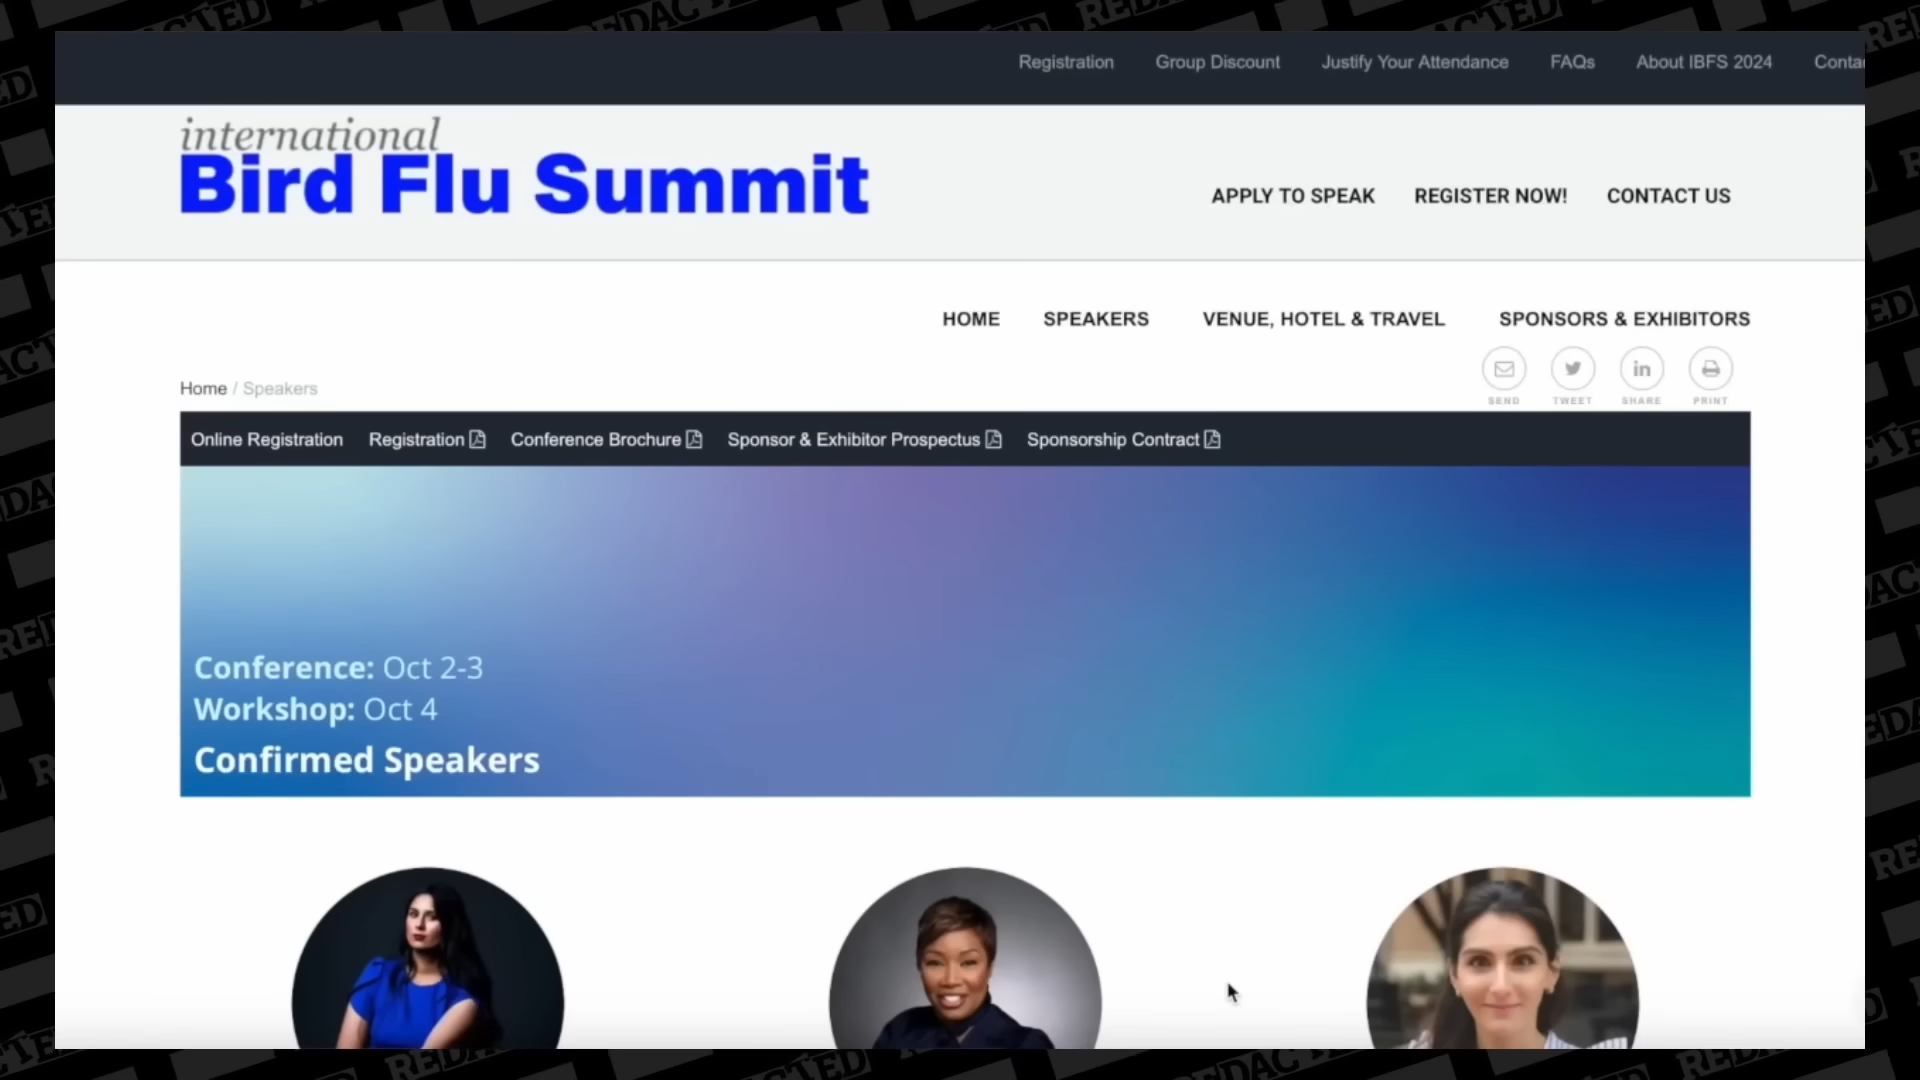 Registration Group Discount Justify Your Attendance FAQs About IBFS 2024 Conta
international
Bird Flu Summit
APPLY TO SPEAK REGISTER NOW! CONTACT US
HOME SPEAKERS VENUE, HOTEL & TRAVEL SPONSORS & EXHIBITORS
SEND TWEET SHARE PRINT
Home / Speakers
Online Registration Registration Conference Brochure Sponsor & Exhibitor Prospectus Sponsorship Contract
Conference: Oct 2-3
Workshop: Oct 4
Confirmed Speakers
REDACTED